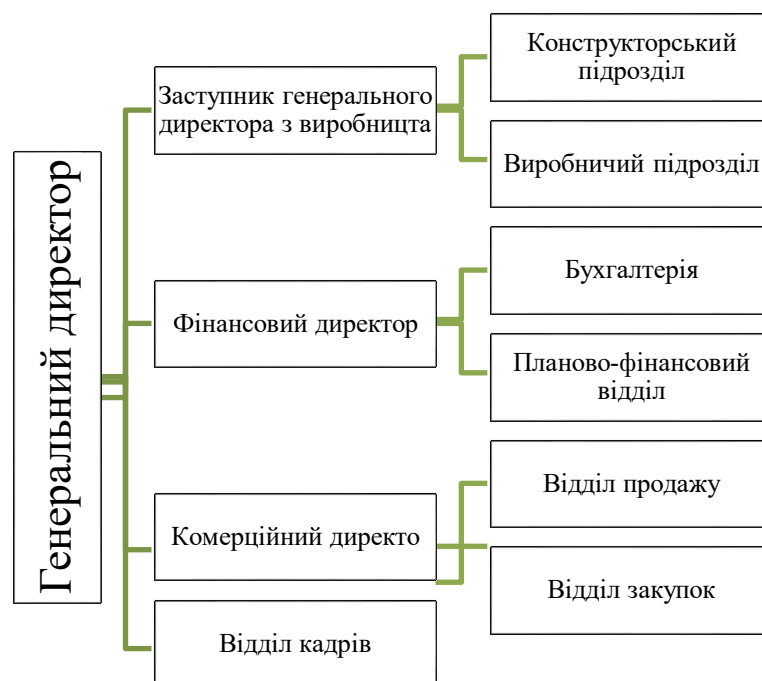 Генеральний директор
Заступник генерального
директора з виробницта
Конструкторський
підрозділ
Виробничий підрозділ
Фінансовий директор
Бухгалтерія
Планово-фінансовий
відділ
Комерційний директо
Відділ продажу
Відділ закупок
Відділ кадрів